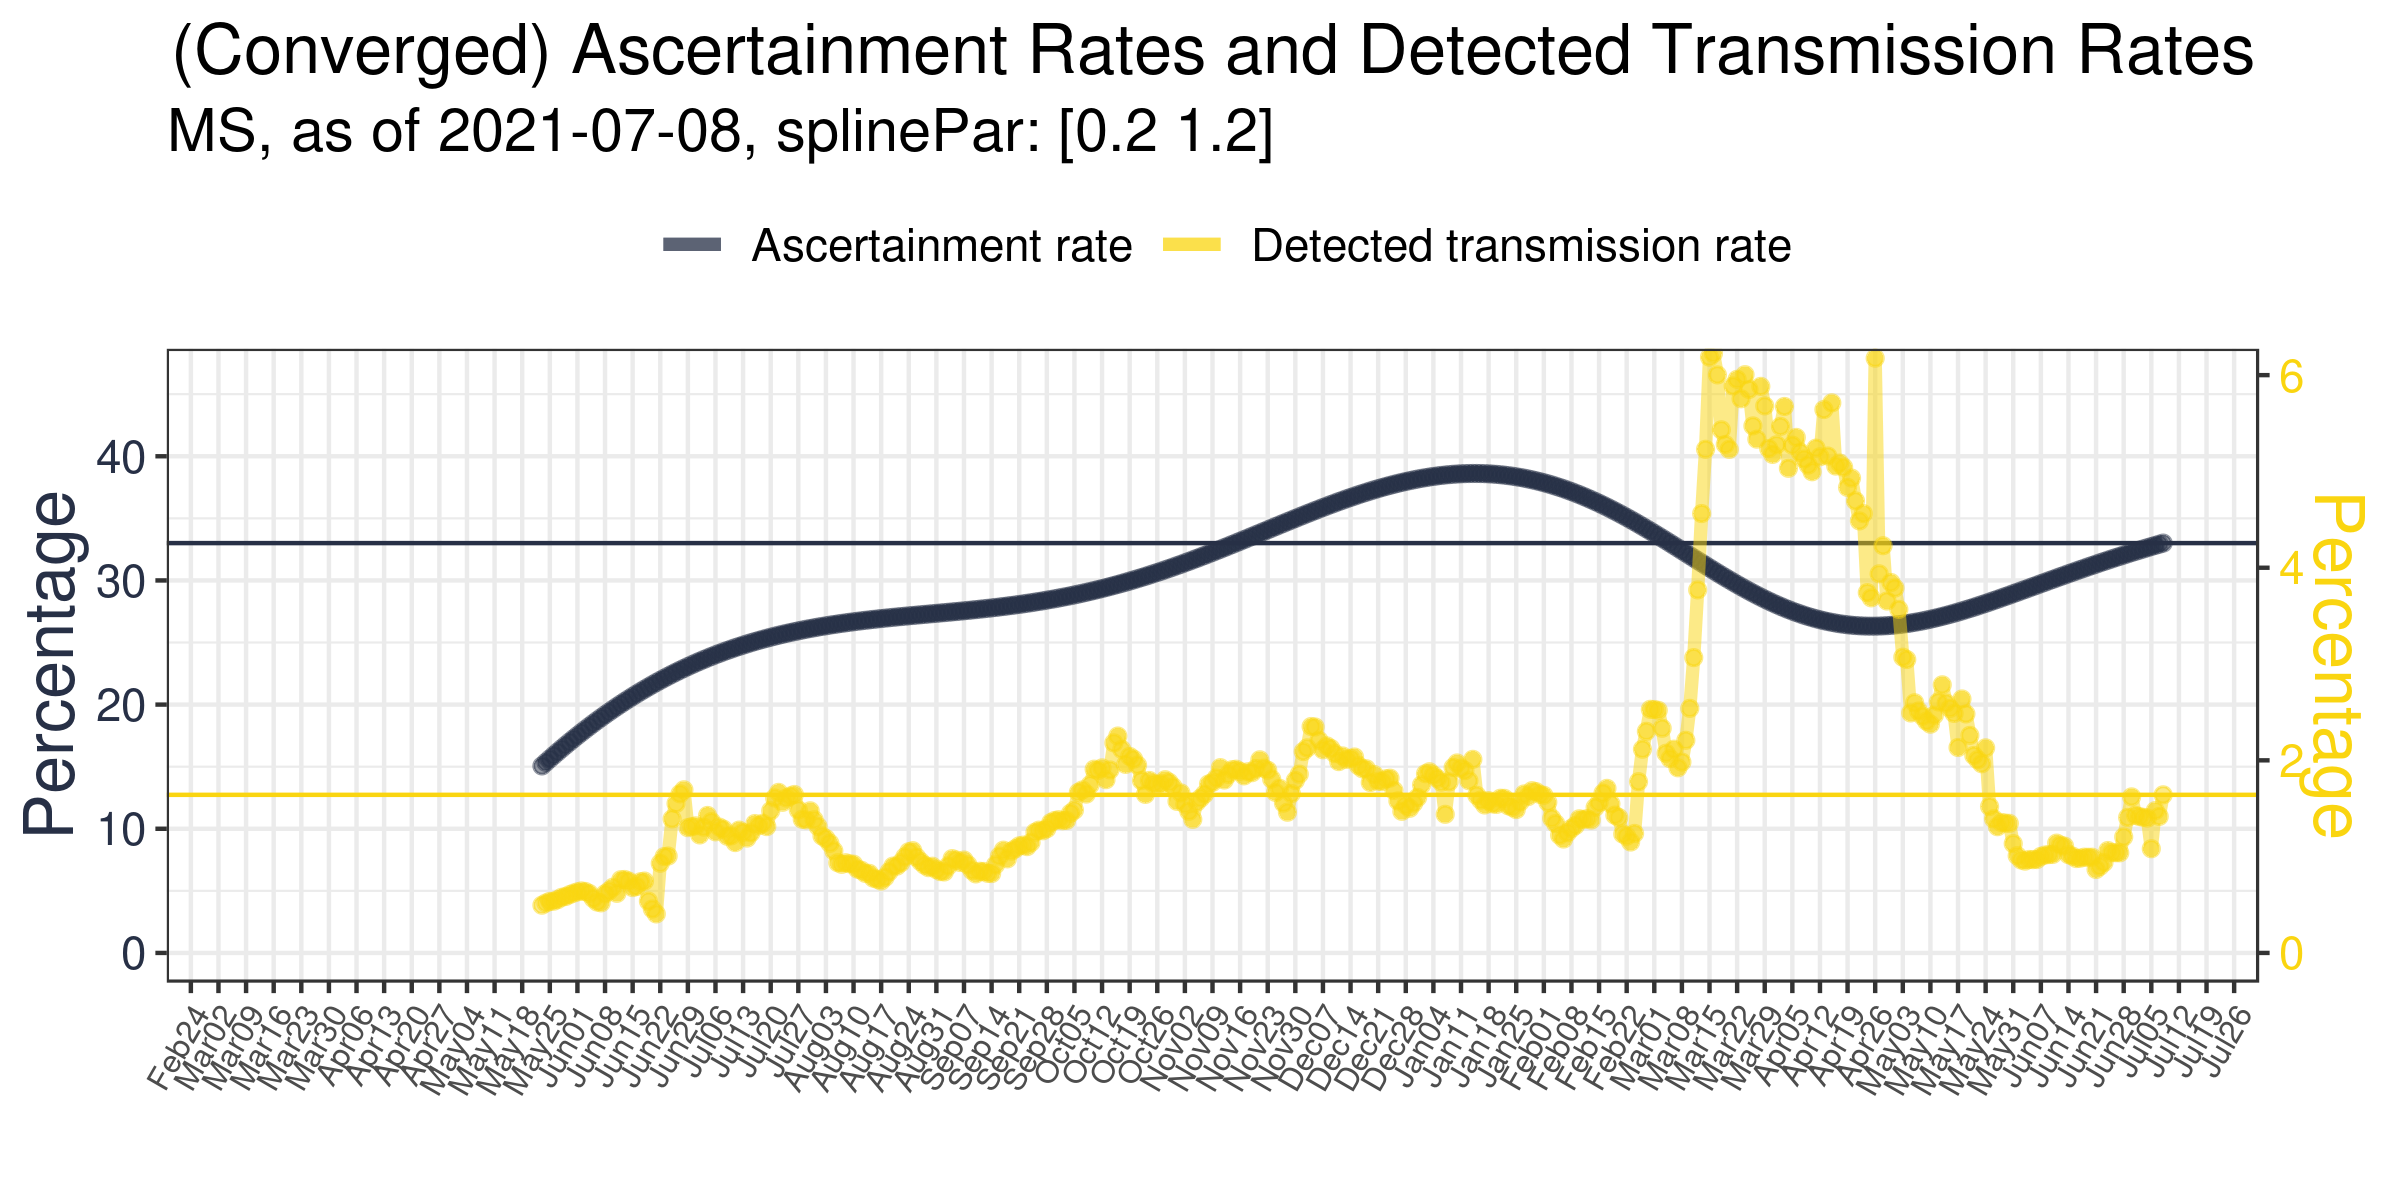 (Converged) Ascertainment Rates and Detected Transmission Rates
MS, as of 2021-07-08, splinePar: [0.2 1.2]
Ascertainment rate
Detected transmission rate
Percentage
40
30
20
10
0
6
4
2
0
Percentage
Feb24
Mar02
Mar09
Mar16
Mar23
Mar30
Apr06
Apr13
Apr20
Apr27
May04
May11
May18
May25
Jun01
Jun08
Jun15
Jun22
Jun29
Jul06
Jul13
Jul20
Jul27
Aug03
Aug10
Aug17
Aug24
Aug31
Sep07
Sep14
Sep21
Sep28
Oct05
Oct12
Oct19
Oct26
Nov02
Nov09
Nov16
Nov23
Nov30
Dec07
Dec14
Dec21
Dec28
Jan04
Jan11
Jan18
Jan25
Feb01
Feb08
Feb15
Feb22
Mar01
Mar08
Mar15
Mar22
Mar29
Apr05
Apr12
Apr19
Apr26
May03
May10
May17
May24
May31
Jun07
Jun14
Jun21
Jun28
Jul05
Jul12
Jul19
Jul26